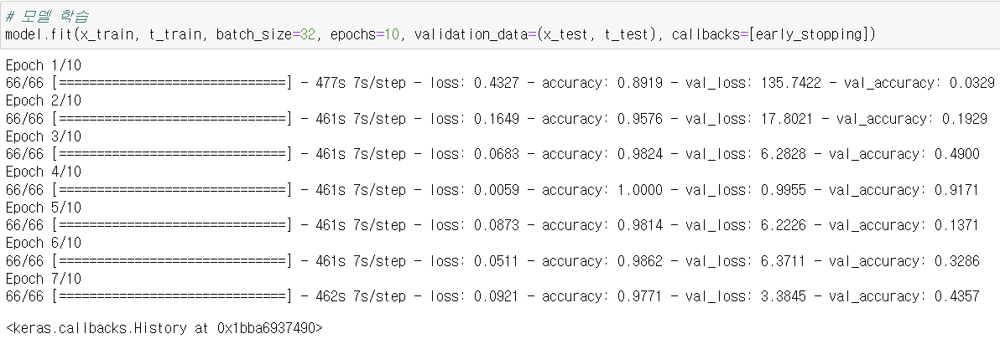 # 모델 학습
model.fit(x_train, t_train, batch_size=32, epochs=10, validation_data=(x_test, t_test), callbacks=[early_stopping])
Epoch 1/10
66/66 [==============================] - 477s 7s/step - loss: 0.4327 - accuracy: 0.8919 - val_loss: 135.7422 - val_accuracy: 0.0329
Epoch 2/10
66/66 [==============================] - 461s 7s/step - loss: 0.1649 - accuracy: 0.9576 - val_loss: 17.8021 - val_accuracy: 0.1929
Epoch 3/10
66/66 [==============================] - 461s 7s/step - loss: 0.0683 - accuracy: 0.9824 - val_loss: 6.2828 - val_accuracy: 0.4900
Epoch 4/10
66/66 [==============================] - 461s 7s/step - loss: 0.0059 - accuracy: 1.0000 - val_loss: 0.9955 - val_accuracy: 0.9171
Epoch 5/10
66/66 [==============================] - 461s 7s/step - loss: 0.0873 - accuracy: 0.9814 - val_loss: 6.2226 - val_accuracy: 0.1371
Epoch 6/10
66/66 [==============================] - 461s 7s/step - loss: 0.0511 - accuracy: 0.9862 - val_loss: 6.3711 - val_accuracy: 0.3286
Epoch 7/10
66/66 [==============================] - 462s 7s/step - loss: 0.0921 - accuracy: 0.9771 - val_loss: 3.3845 - val_accuracy: 0.4357
<keras.callbacks.History at 0x1bba6937490>